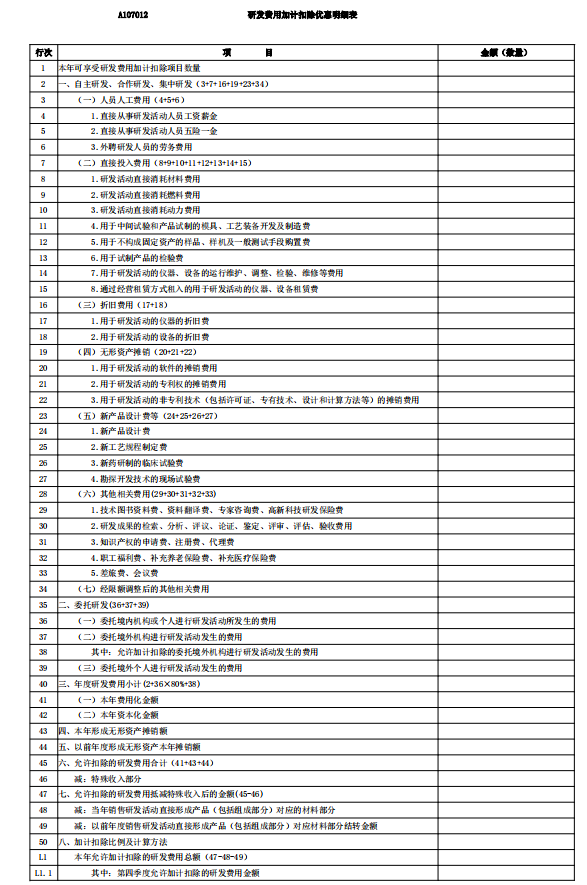 A107012 研发费用加计扣除优惠明细表
行次 项 目 金额（数量）
1 本年可享受研发费用加计扣除项目数量
2 一、自主研发、合作研发、集中研发（3+7+16+19+23+34）
3 （一）人员人工费用（4+5+6）
4 1.直接从事研发活动人员工资薪金
5 2.直接从事研发活动人员五险一金
6 3.外聘研发人员的劳务费用
7 （二）直接投入费用（8+9+10+11+12+13+14+15）
8 1.研发活动直接消耗材料费用
9 2.研发活动直接消耗燃料费用
10 3.研发活动直接消耗动力费用
11 4.用于中间试验和产品试制的模具、工艺装备开发及制造费
12 5.用于不构成固定资产的样品、样机及一般测试手段购置费
13 6.用于试制产品的检验费
14 7.用于研发活动的仪器、设备的运行维护、调整、检验、维修等费用
15 8.通过经营租赁方式租入的用于研发活动的仪器、设备租赁费
16 （三）折旧费用（17+18）
17 1.用于研发活动的仪器的折旧费
18 2.用于研发活动的设备的折旧费
19 （四）无形资产摊销（20+21+22）
20 1.用于研发活动的软件的摊销费用
21 2.用于研发活动的专利权的摊销费用
22 3.用于研发活动的非专利技术（包括许可证、专有技术、设计和计算方法等）的摊销费用
23 （五）新产品设计费等（24+25+26+27）
24 1.新产品设计费
25 2.新工艺规程制定费
26 3.新药研制的临床试验费
27 4.勘探开发技术的现场试验费
28 （六）其他相关费用(29+30+31+32+33)
29 1.技术图书资料费、资料翻译费、专家咨询费、高新科技研发保险费
30 2.研发成果的检索、分析、评议、论证、鉴定、评审、评估、验收费用
31 3.知识产权的申请费、注册费、代理费
32 4.职工福利费、补充养老保险费、补充医疗保险费
33 5.差旅费、会议费
34 （七）经限额调整后的其他相关费用
35 二、委托研发(36+37+39)
36 （一）委托境内机构或个人进行研发活动所发生的费用
37 （二）委托境外机构进行研发活动发生的费用
38 其中：允许加计扣除的委托境外机构进行研发活动发生的费用
39 （三）委托境外个人进行研发活动发生的费用
40 三、年度研发费用小计(2+36×80%+38)
41 （一）本年费用化金额
42 （二）本年资本化金额
43 四、本年形成无形资产摊销额
44 五、以前年度形成无形资产本年摊销额
45 六、允许扣除的研发费用合计（41+43+44）
46 减：特殊收入部分
47 七、允许扣除的研发费用抵减特殊收入后的金额(45-46)
48 减：当年销售研发活动直接形成产品（包括组成部分）对应的材料部分
49 减：以前年度销售研发活动直接形成产品（包括组成部分）对应材料部分结转金额
50 八、加计扣除比例及计算方法
L1 本年允许加计扣除的研发费用总额（47-48-49）
L1.1 其中：第四季度允许加计扣除的研发费用金额